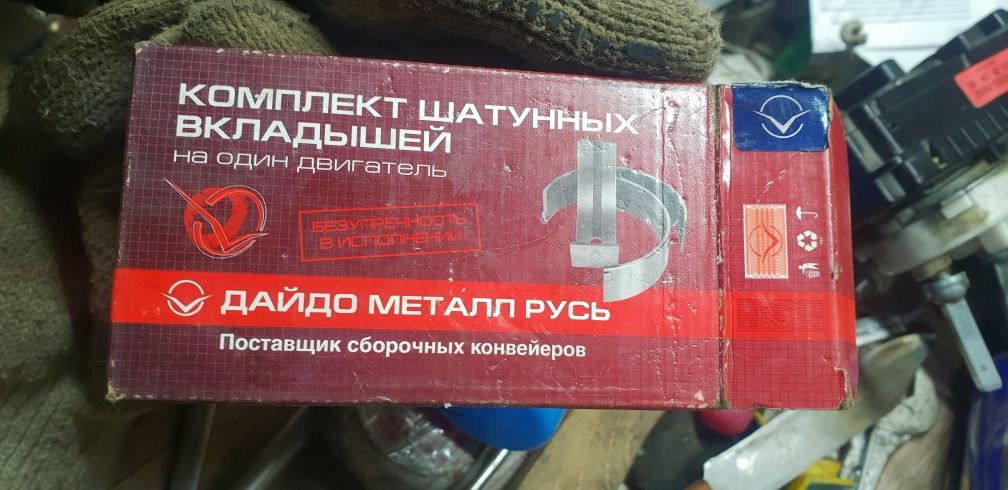 КОМПЛЕКТ ШАТУННЫХ
ВКЛАДЫШЕЙ
на один двигатель
БЕЗУПРЕЧНОСТЬ
В ИСПОЛНЕНИИ
ДАЙДО МЕТАЛЛ РУСЬ
Поставщик сборочных конвейеров